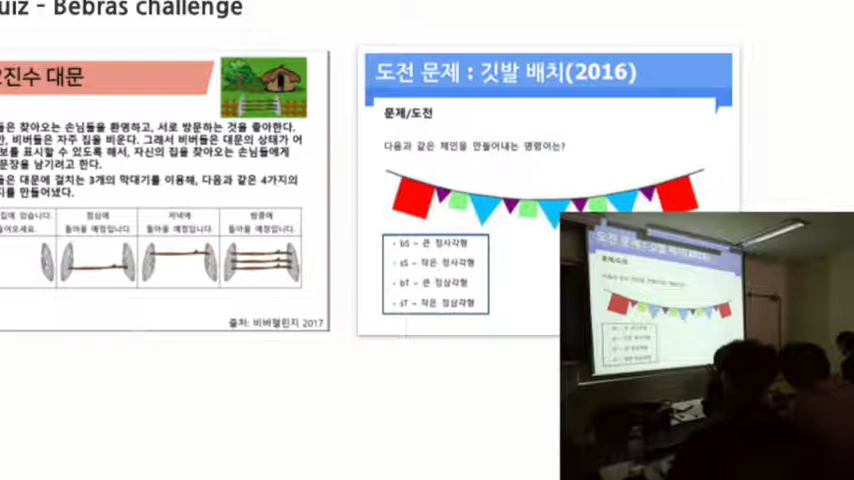 uiz - Bebras challenge
2진수 대문
들은 찾아오는 손님들을 환영하고, 서로 방문하는 것을 좋아한다.
, 비버들은 자주 집을 비운다. 그래서 비버들은 대문의 상태가 어
보를 표시할 수 있도록 해서, 자신의 집을 찾아오는 손님들에게
문장을 남기려고 한다.
들은 대문에 걸치는 3개의 막대기를 이용해, 다음과 같은 4가지의
지를 만들어냈다.
집에 있습니다. 점심에 저녁에 밤중에
들어오세요. 돌아올 예정입니다. 돌아올 예정입니다. 돌아올 예정입니다.
출처: 비버챌린지 2017
도전 문제 : 깃발 배치(2016)
문제/도전
다음과 같은 체인을 만들어내는 명령어는?
- bS - 큰 정사각형
- sS - 작은 정사각형
- bT - 큰 정삼각형
- sT - 작은 정삼각형